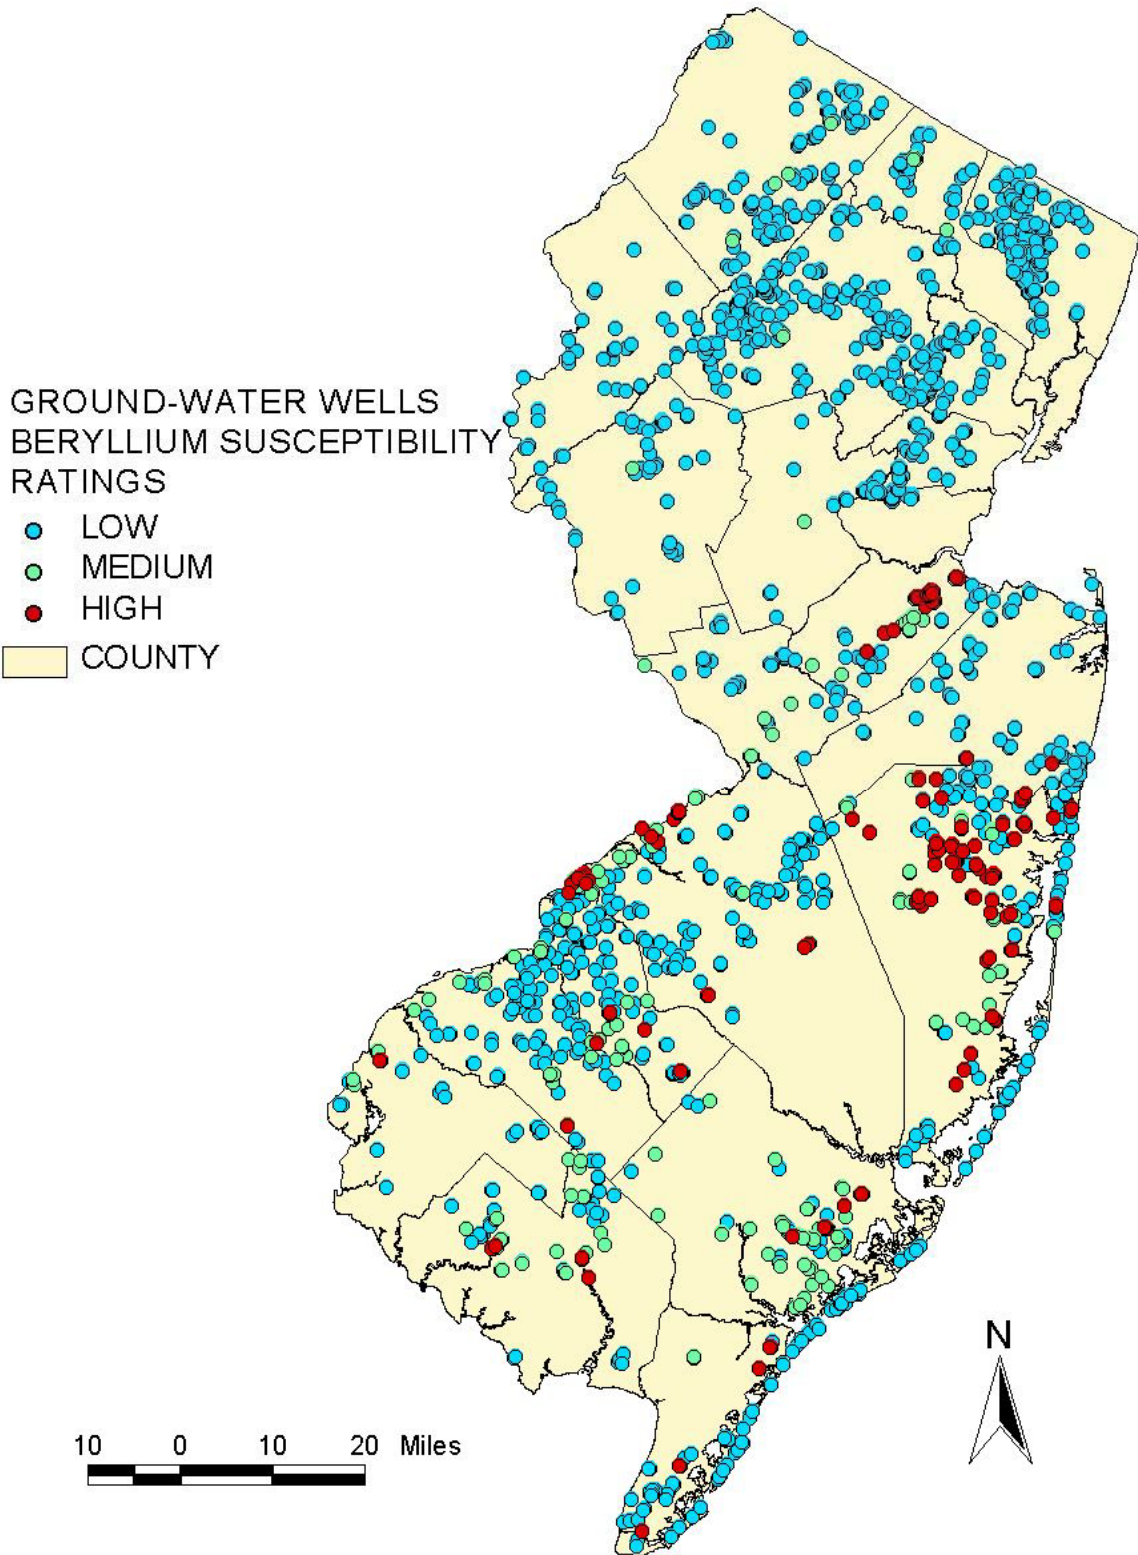 GROUND-WATER WELLS
BERYLLIUM SUSCEPTIBILITY
RATINGS
LOW
MEDIUM
HIGH
COUNTY
N
10 0 10 20 Miles